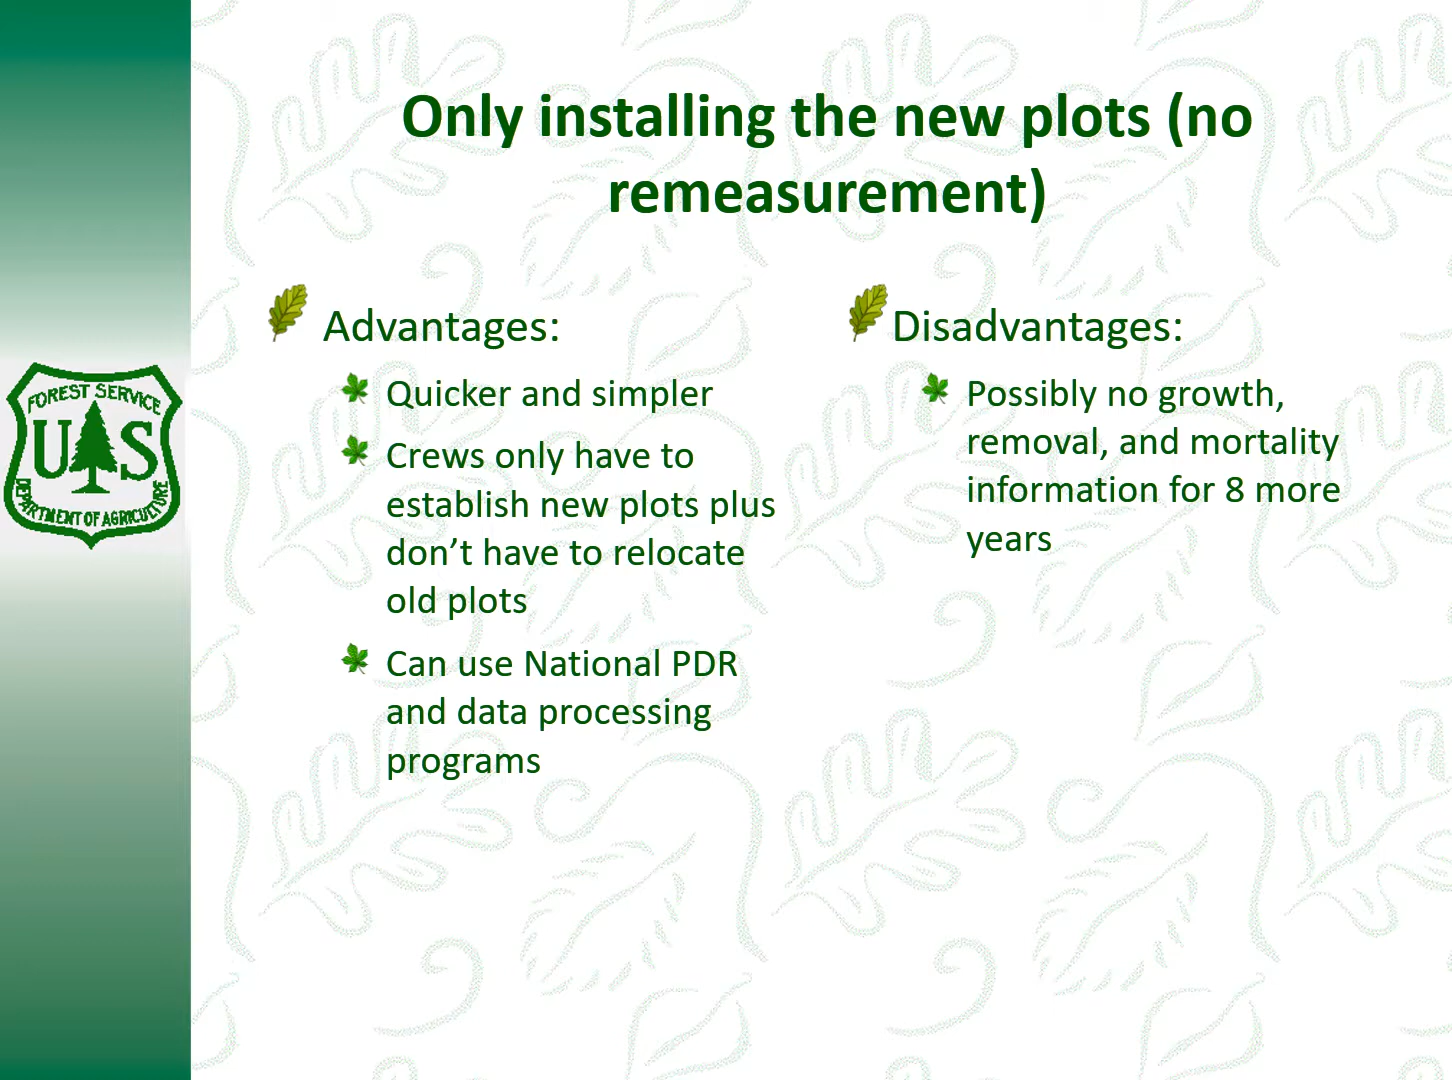 Only installing the new plots (no
remeasurement)
Advantages:
Quicker and simpler
Crews only have to
establish new plots plus
don’t have to relocate
old plots
Can use National PDR
and data processing
programs
Disadvantages:
Possibly no growth,
removal, and mortality
information for 8 more
years
FOREST SERVICE
U S
DEPARTMENT OF AGRICULTURE